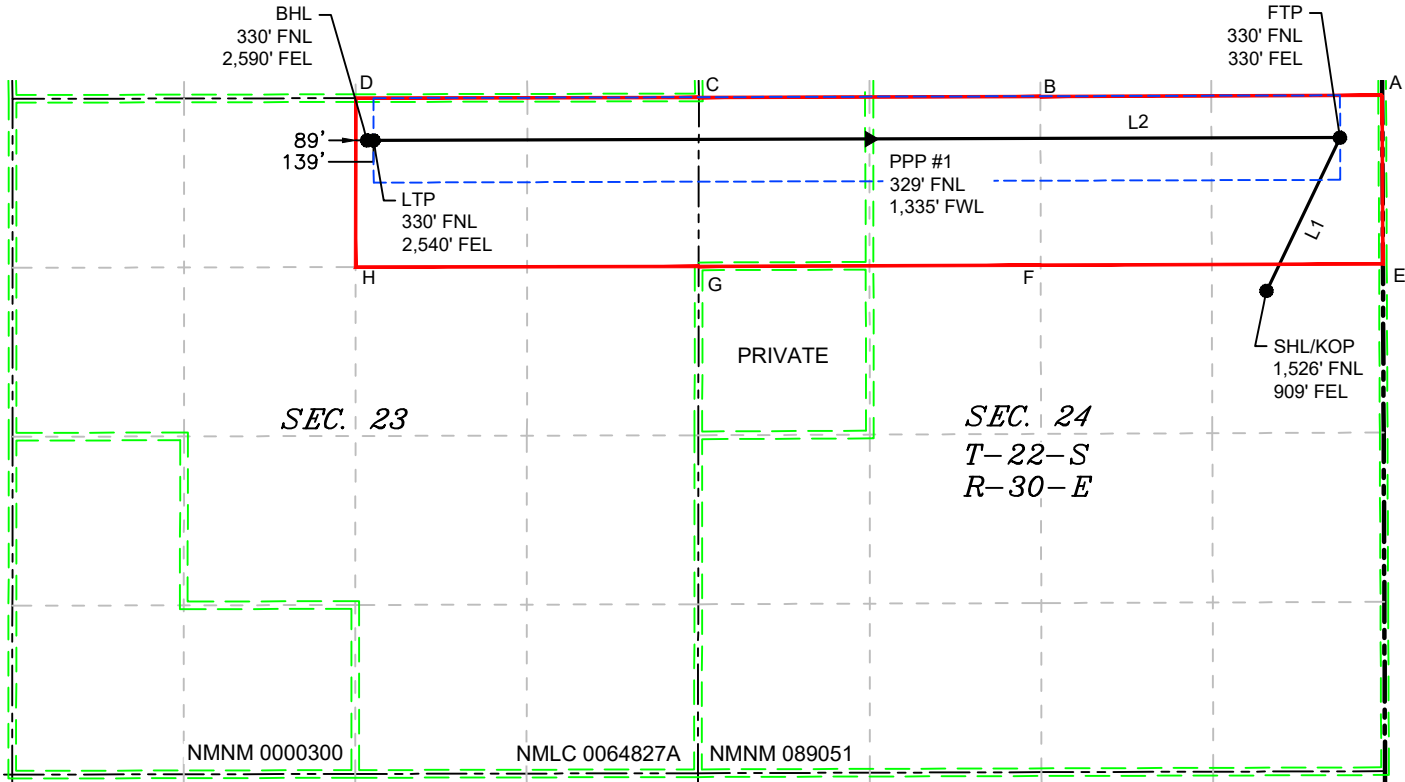 BHL
330' FNL
2,590' FEL
FTP
330' FNL
330' FEL
D
C
B
A
L2
89'
139'
PPP #1
329' FNL
1,335' FWL
LTP
330' FNL
2,540' FEL
L1
H
G
F
E
PRIVATE
SHL/KOP
1,526' FNL
909' FEL
SEC. 23
SEC. 24
T-22-S
R-30-E
NMNM 0000300
NMLC 0064827A
NMNM 089051